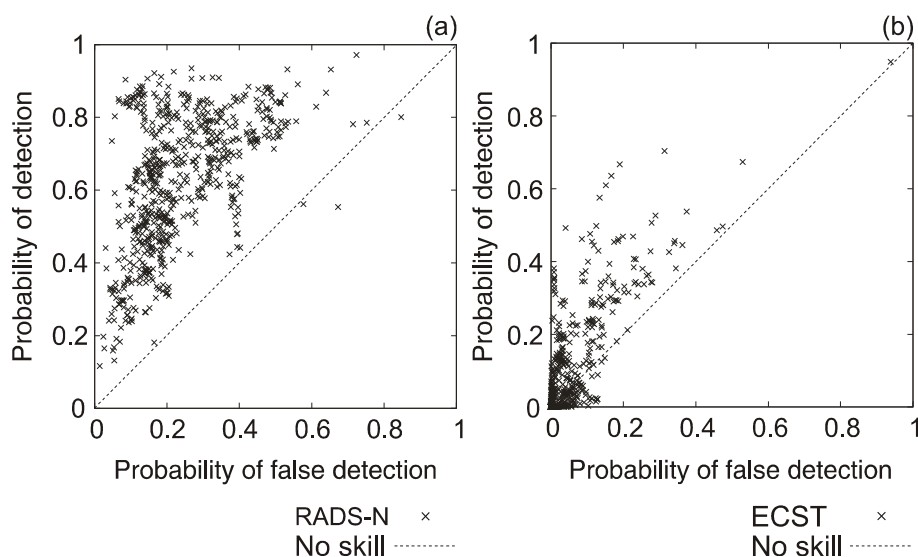 (a)
1
0.8
0.6
0.4
0.2
0
Probability of detection
0 0.2 0.4 0.6 0.8 1
Probability of false detection
RADS-N ×
No skill
(b)
1
0.8
0.6
0.4
0.2
0
Probability of detection
0 0.2 0.4 0.6 0.8 1
Probability of false detection
ECST ×
No skill